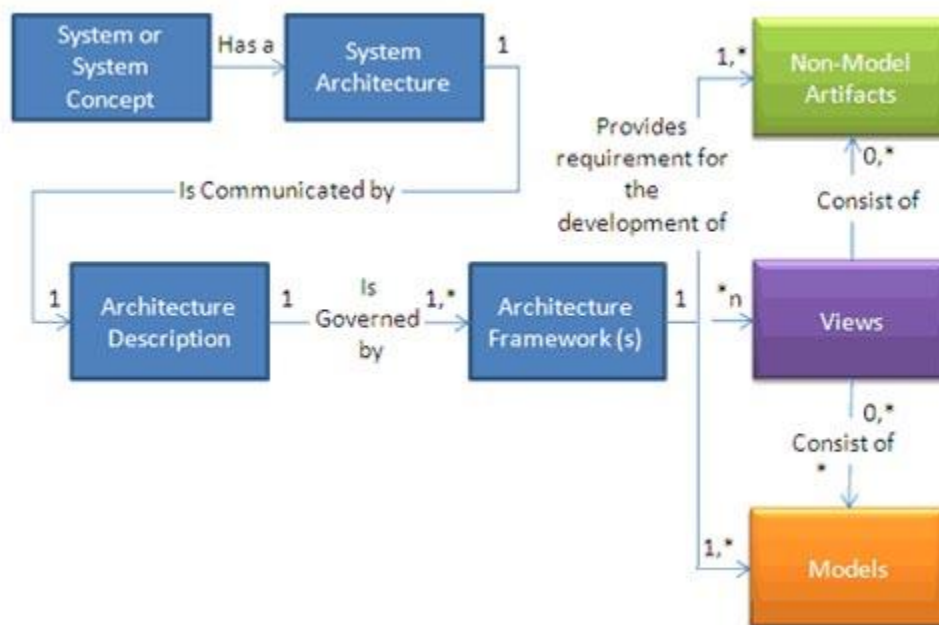 System or
System
Concept
Has a
System
Architecture
1
Is Communicated by
1
Architecture
Description
1
Is
Governed
by
1,*
Architecture
Framework (s)
1
Provides
requirement for
the
development of
1,*
Non-Model
Artifacts
0,*
Consist of
*n
Views
0,*
Consist of
*
1,*
Models